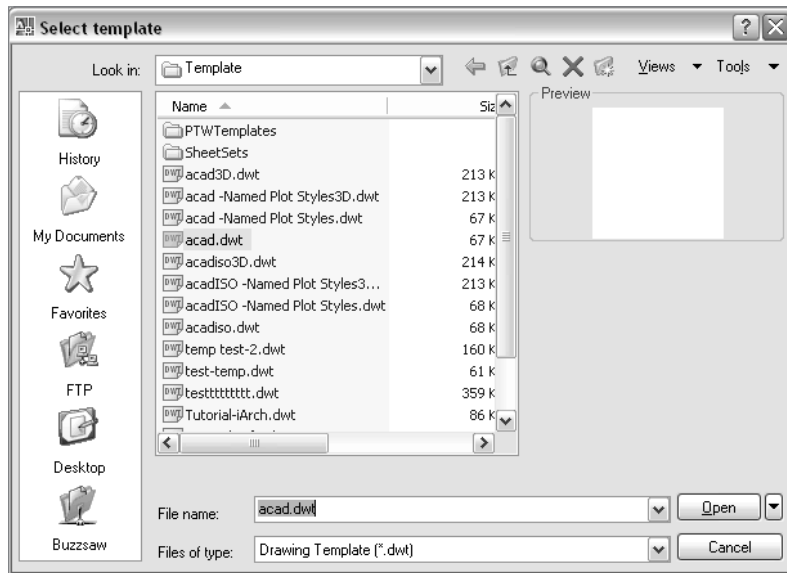 Select template
Look in: Template Views Tools
Name Siz Preview
PTWTemplates
SheetSets
acad3D.dwt 213 K
acad -Named Plot Styles3D.dwt 213 K
acad -Named Plot Styles.dwt 67 K
acad.dwt 67 K
acadiso3D.dwt 214 K
acadISO -Named Plot Styles3... 213 K
acadISO -Named Plot Styles.dwt 68 K
acadiso.dwt 68 K
temp test-2.dwt 160 K
test-temp.dwt 61 K
testtttttttt.dwt 359 K
Tutorial-iArch.dwt 86 K
History
My Documents
Favorites
FTP
Desktop
Buzzsaw
File name: acad.dwt Open
Files of type: Drawing Template (*.dwt) Cancel